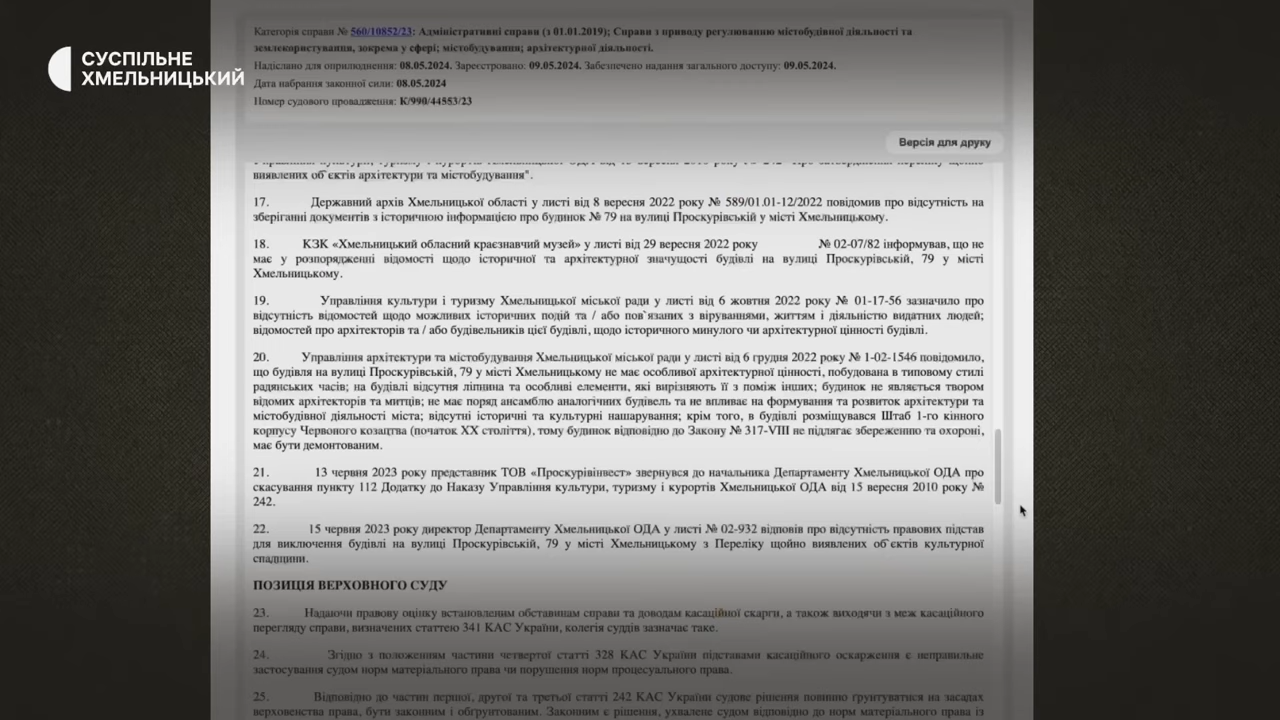 СУСПІЛЬНЕ
ХМЕЛЬНИЦЬКИЙ
Категорія справи № 560/10852/23: Адміністративні справи (з 01.01.2019); Справи з приводу регулюванню містобудівної діяльності та
землекористування, зокрема у сфері; містобудування; архітектурної діяльності.
Надіслано для оприлюднення: 08.05.2024. Зареєстровано: 09.05.2024. Забезпечено надання загального доступу: 09.05.2024.
Дата набрання законної сили: 08.05.2024
Номер судового провадження: К/990/44553/23
Версія для друку
виявлених об`єктів архітектури та містобудування".
17. Державний архів Хмельницької області у листі від 8 вересня 2022 року № 589/01.01-12/2022 повідомив про відсутність на
зберіганні документів з історичною інформацією про будинок № 79 на вулиці Проскурівській у місті Хмельницькому.
18. КЗК «Хмельницький обласний краєзнавчий музей» у листі від 29 вересня 2022 року № 02-07/82 інформував, що не
має у розпорядженні відомості щодо історичної та архітектурної значущості будівлі на вулиці Проскурівській, 79 у місті
Хмельницькому.
19. Управління культури і туризму Хмельницької міської ради у листі від 6 жовтня 2022 року № 01-17-56 зазначило про
відсутність відомостей щодо можливих історичних подій та / або пов`язаних з віруваннями, життям і діяльністю видатних людей;
відомостей про архітекторів та / або будівельників цієї будівлі, щодо історичного минулого чи архітектурної цінності будівлі.
20. Управління архітектури та містобудування Хмельницької міської ради у листі від 6 грудня 2022 року № 1-02-1546 повідомило,
що будівля на вулиці Проскурівській, 79 у місті Хмельницькому не має особливої архітектурної цінності, побудована в типовому стилі
радянських часів; на будівлі відсутня ліпнина та особливі елементи, які вирізняють її з поміж інших; будинок не являється твором
відомих архітекторів та митців; не має поряд ансамблю аналогічних будівель та не впливає на формування та розвиток архітектури та
містобудівної діяльності міста; відсутні історичні та культурні нашарування; крім того, в будівлі розміщувався Штаб 1-го кінного
корпусу Червоного козацтва (початок ХХ століття), тому будинок відповідно до Закону № 317-VIII не підлягає збереженню та охороні,
має бути демонтованим.
21. 13 червня 2023 року представник ТОВ «Проскурівінвест» звернувся до начальника Департаменту Хмельницької ОДА про
скасування пункту 112 Додатку до Наказу Управління культури, туризму і курортів Хмельницької ОДА від 15 вересня 2010 року №
242.
22. 15 червня 2023 року директор Департаменту Хмельницької ОДА у листі № 02-932 відповів про відсутність правових підстав
для виключення будівлі на вулиці Проскурівській, 79 у місті Хмельницькому з Переліку щойно виявлених об`єктів культурної
спадщини.
ПОЗИЦІЯ ВЕРХОВНОГО СУДУ
23. Надаючи правову оцінку встановленим обставинам справи та доводам касаційної скарги, а також виходячи з меж касаційного
перегляду справи, визначених статтею 341 КАС України, колегія суддів зазначає таке.
24. Згідно з положенням частини четвертої статті 328 КАС України підставами касаційного оскарження є неправильне
застосування судом норм матеріального права чи порушення норм процесуального права.
25. Відповідно до частин першої, другої та третьої статті 242 КАС України судове рішення повинно ґрунтуватися на засадах
верховенства права, бути законним і обґрунтованим. Законним є рішення, ухвалене судом відповідно до норм матеріального права із